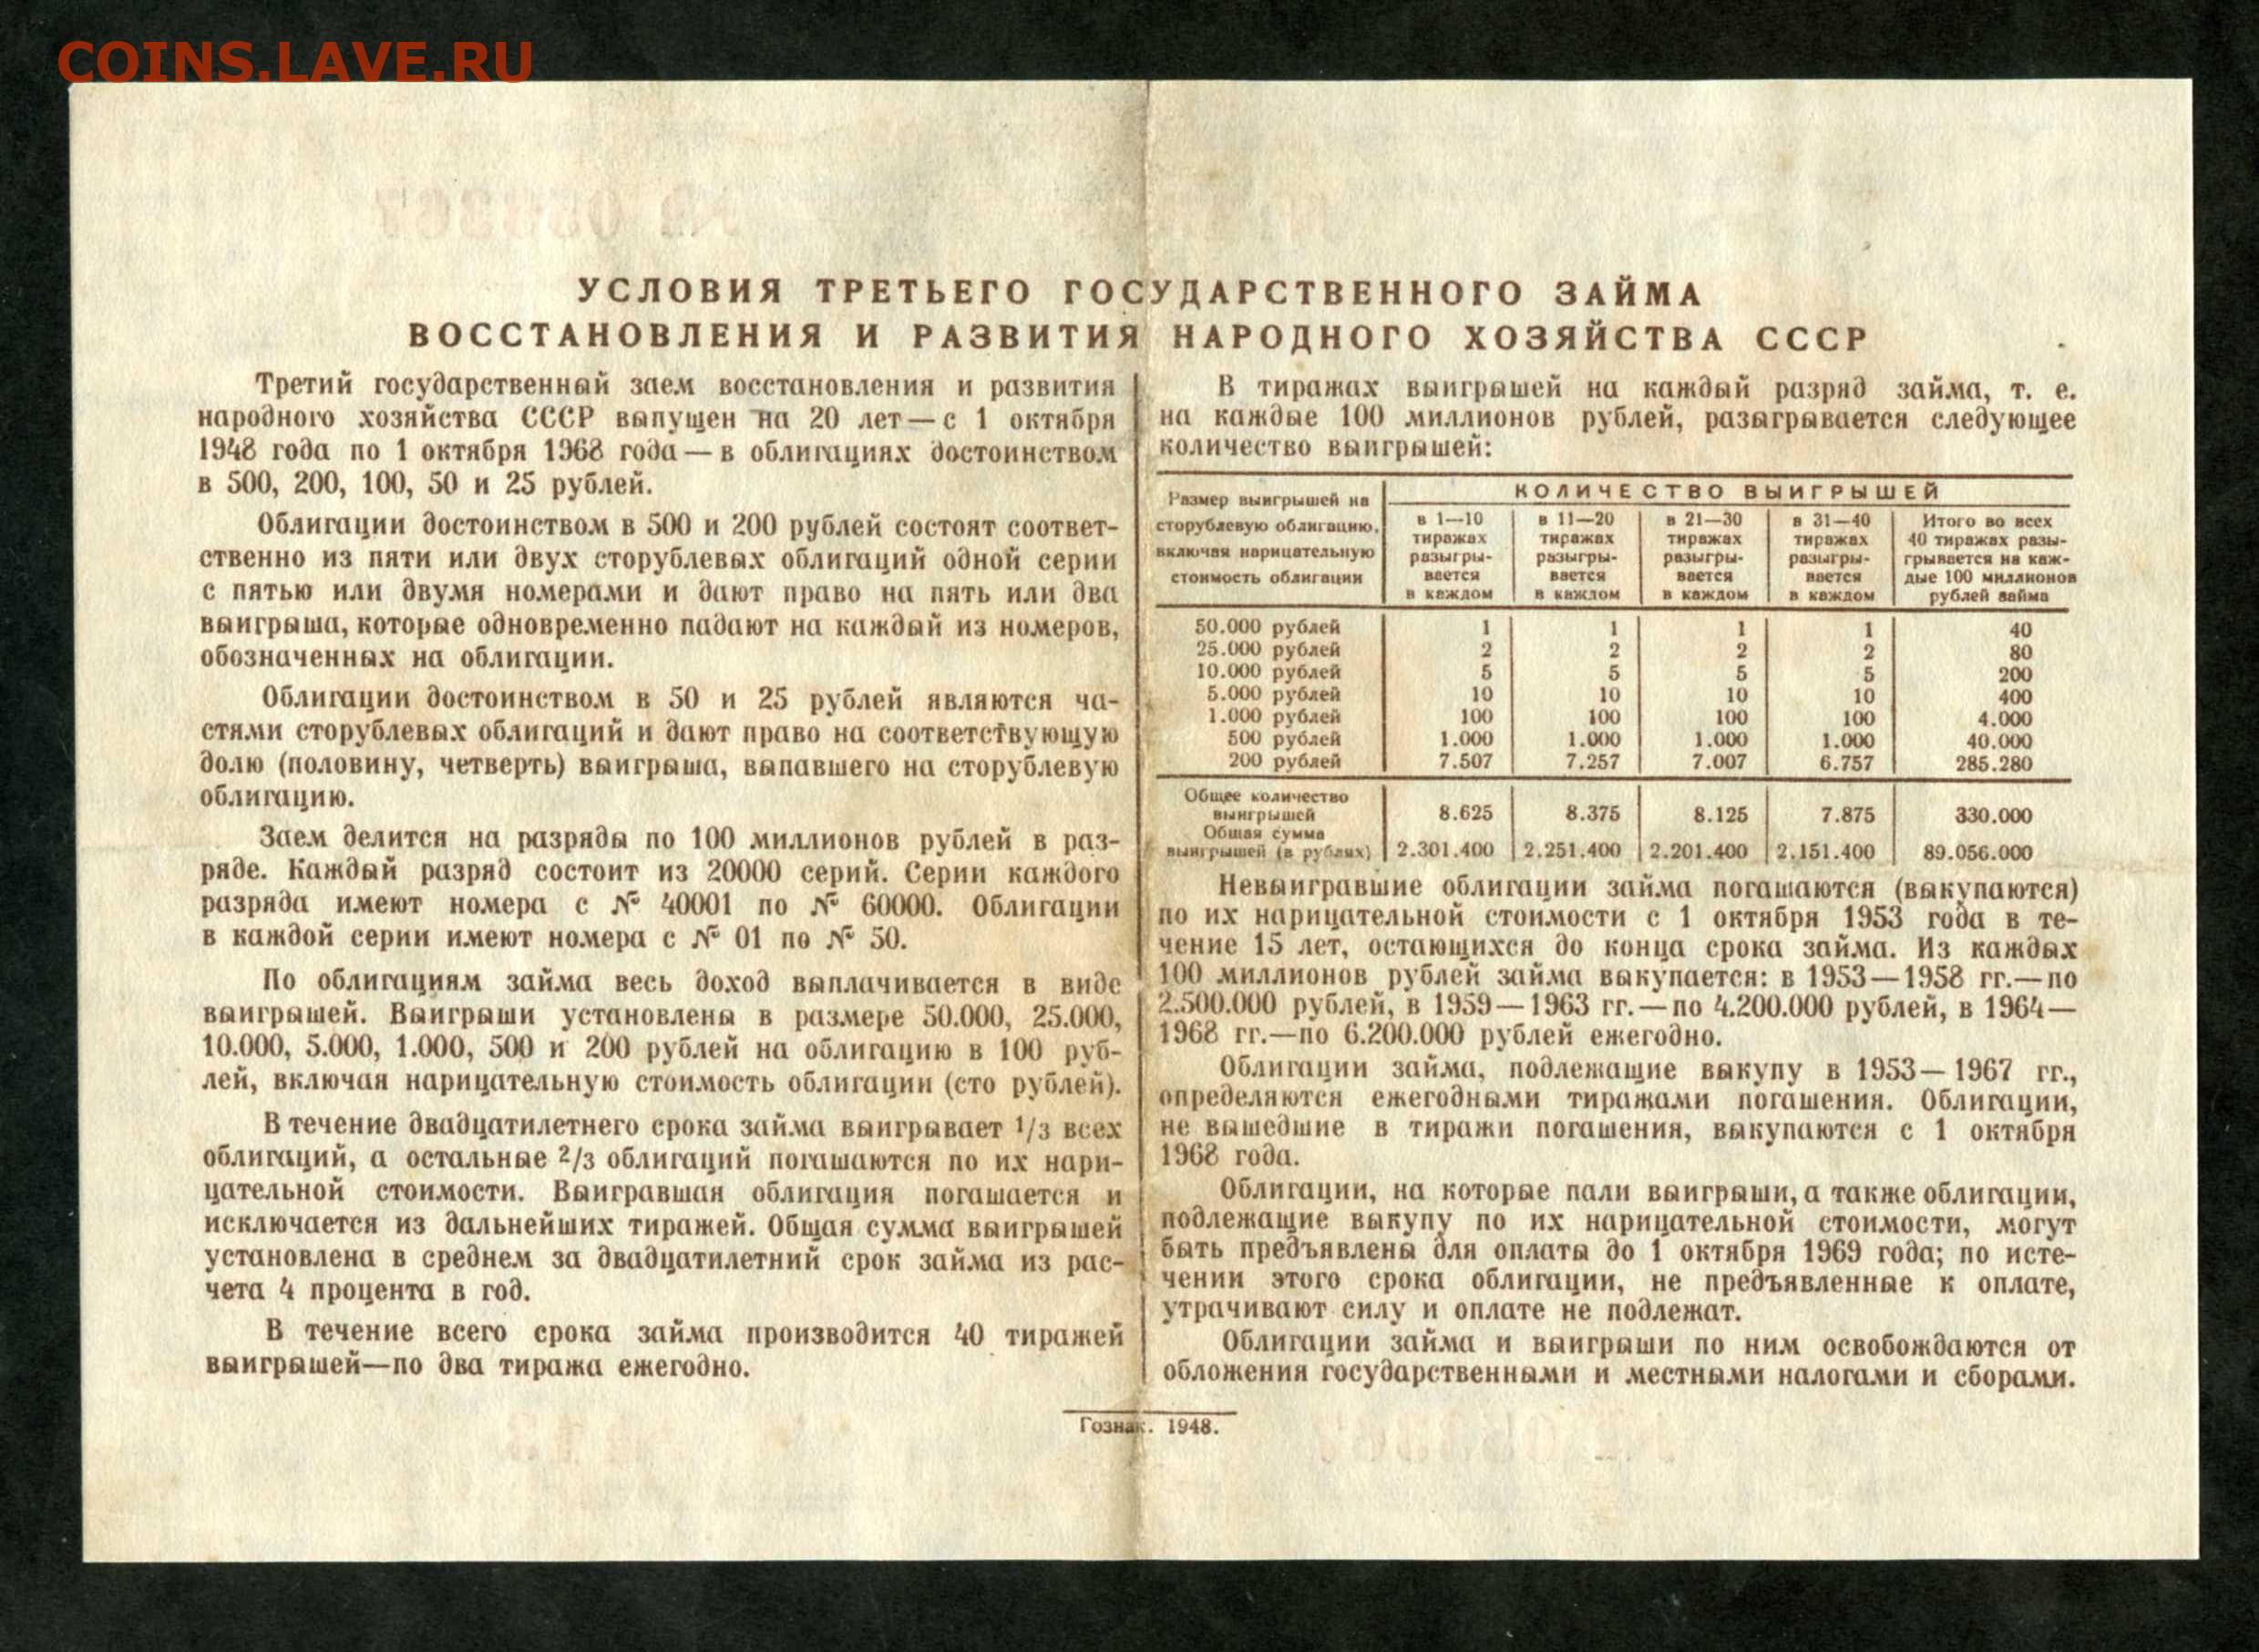 COINS.LAVE.RU
УСЛОВИЯ ТРЕТЬЕГО ГОСУДАРСТВЕННОГО ЗАЙМА
ВОССТАНОВЛЕНИЯ И РАЗВИТИЯ НАРОДНОГО ХОЗЯЙСТВА СССР
Третий государственный заем восстановления и развития
народного хозяйства СССР выпущен на 20 лет — с 1 октября
1948 года по 1 октября 1968 года — в облигациях достоинством
в 500, 200, 100, 50 и 25 рублей.
Облигации достоинством в 500 и 200 рублей состоят соответ-
ственно из пяти или двух сторублевых облигаций одной серии
с пятью или двумя номерами и дают право на пять или два
выигрыша, которые одновременно падают на каждый из номеров,
обозначенных на облигации.
Облигации достоинством в 50 и 25 рублей являются ча-
стями сторублевых облигаций и дают право на соответствующую
долю (половину, четверть) выигрыша, выпавшего на сторублевую
облигацию.
Заем делится на разряды по 100 миллионов рублей в раз-
ряде. Каждый разряд состоит из 20000 серий. Серии каждого
разряда имеют номера с № 40001 по № 60000. Облигации
в каждой серии имеют номера с № 01 по № 50.
По облигациям займа весь доход выплачивается в виде
выигрышей. Выигрыши установлены в размере 50.000, 25.000,
10.000, 5.000, 1.000, 500 и 200 рублей на облигацию в 100 руб-
лей, включая нарицательную стоимость облигации (сто рублей).
В течение двадцатилетнего срока займа выигрывает 1/3 всех
облигаций, а остальные 2/3 облигаций погашаются по их нари-
цательной стоимости. Выигравшая облигация погашается и
исключается из дальнейших тиражей. Общая сумма выигрышей
установлена в среднем за двадцатилетний срок займа из рас-
чета 4 процента в год.
В течение всего срока займа производится 40 тиражей
выигрышей—по два тиража ежегодно.
В тиражах выигрышей на каждый разряд займа, т. е.
на каждые 100 миллионов рублей, разыгрывается следующее
количество выигрышей:
Размер выигрышей на
сторублевую облигацию,
включая нарицательную
стоимость облигации
КОЛИЧЕСТВО ВЫИГРЫШЕЙ
в 1—10 в 11—20 в 21—30 в 31—40 Итого во всех
тиражах тиражах тиражах тиражах 40 тиражах разы-
разыгры- разыгры- разыгры- разыгры- грывается на каж-
вается вается вается вается дые 100 миллионов
в каждом в каждом в каждом в каждом рублей займа
50.000 рублей 1 1 1 1 40
25.000 рублей 2 2 2 2 80
10.000 рублей 5 5 5 5 200
5.000 рублей 10 10 10 10 400
1.000 рублей 100 100 100 100 4.000
500 рублей 1.000 1.000 1.000 1.000 40.000
200 рублей 7.507 7.257 7.007 6.757 285.280
Общее количество
выигрышей 8.625 8.375 8.125 7.875 330.000
Общая сумма
выигрышей (в рублях) 2.301.400 2.251.400 2.201.400 2.151.400 89.056.000
Невыигравшие облигации займа погашаются (выкупаются)
по их нарицательной стоимости с 1 октября 1953 года в те-
чение 15 лет, остающихся до конца срока займа. Из каждых
100 миллионов рублей займа выкупается: в 1953—1958 гг.—по
2.500.000 рублей, в 1959—1963 гг.—по 4.200.000 рублей, в 1964—
1968 гг.—по 6.200.000 рублей ежегодно.
Облигации займа, подлежащие выкупу в 1953—1967 гг.,
определяются ежегодными тиражами погашения. Облигации,
не вышедшие в тиражи погашения, выкупаются с 1 октября
1968 года.
Облигации, на которые пали выигрыши, а также облигации,
подлежащие выкупу по их нарицательной стоимости, могут
быть предъявлены для оплаты до 1 октября 1969 года; по исте-
чении этого срока облигации, не предъявленные к оплате,
утрачивают силу и оплате не подлежат.
Облигации займа и выигрыши по ним освобождаются от
обложения государственными и местными налогами и сборами.
Гознак. 1948.